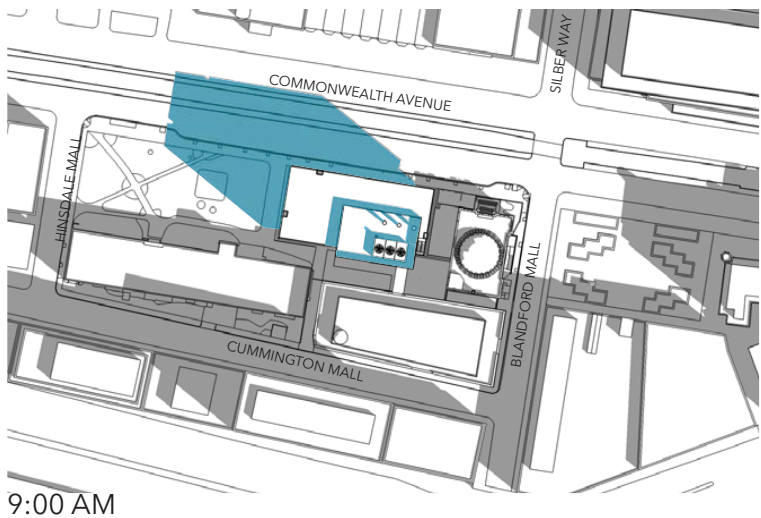 SILBER WAY
COMMONWEALTH AVENUE
HINSDALE MALL
BLANDFORD MALL
CUMMINGTON MALL
9:00 AM